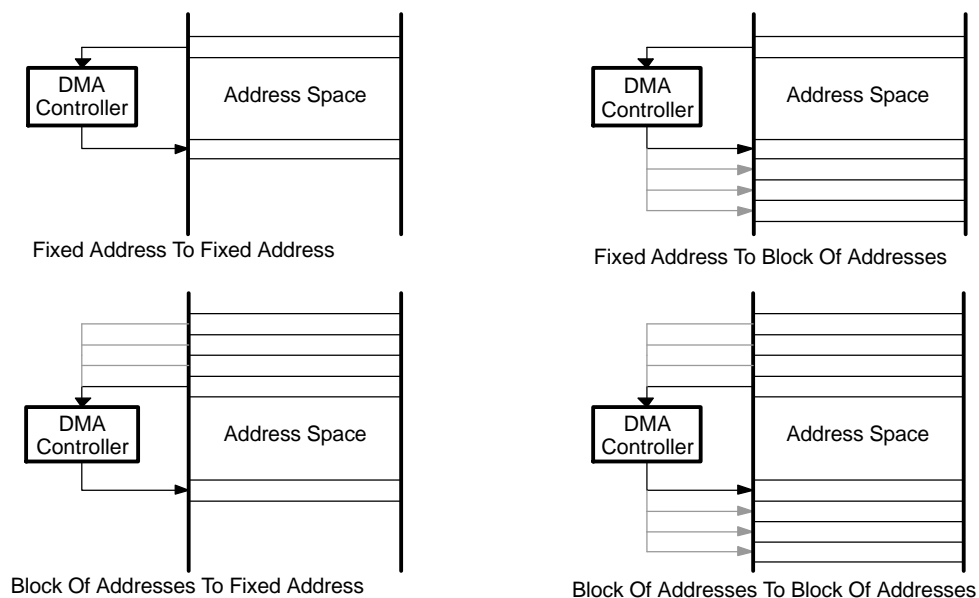 DMA
Controller
Address Space
Fixed Address To Fixed Address
DMA
Controller
Address Space
Fixed Address To Block Of Addresses
DMA
Controller
Address Space
Block Of Addresses To Fixed Address
DMA
Controller
Address Space
Block Of Addresses To Block Of Addresses